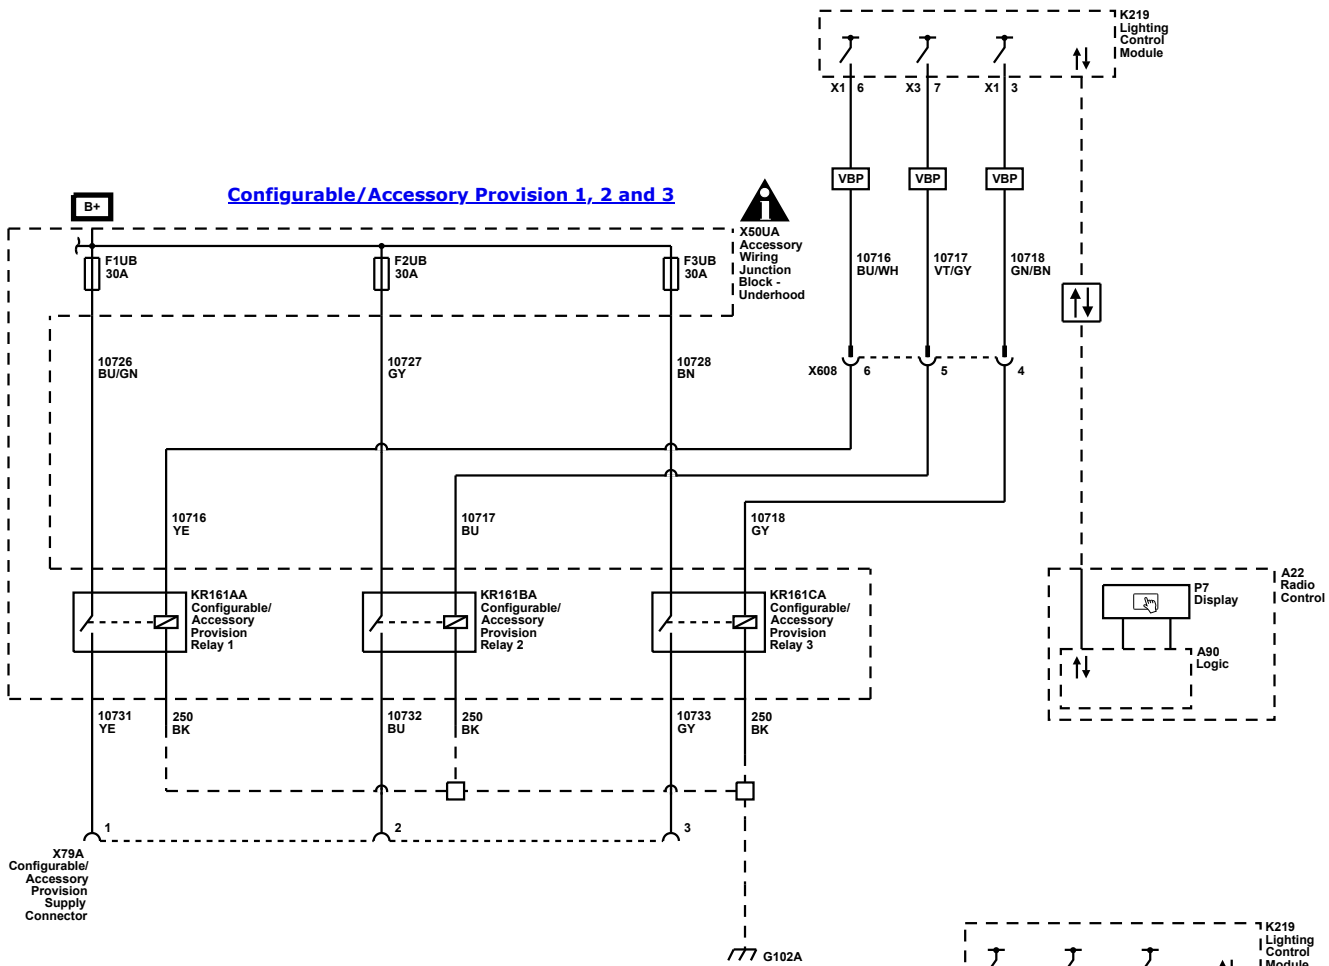 K219
Lighting
Control
Module
X1 6
X3 7
X1 3
VBP
VBP
VBP
Configurable/Accessory Provision 1, 2 and 3
B+
X50UA
Accessory
Wiring
Junction
Block -
Underhood
F1UB
30A
F2UB
30A
F3UB
30A
10716
BU/WH
10717
VT/GY
10718
GN/BN
10726
BU/GN
10727
GY
10728
BN
X608 6
5
4
10716
YE
10717
BU
10718
GY
KR161AA
Configurable/
Accessory
Provision
Relay 1
KR161BA
Configurable/
Accessory
Provision
Relay 2
KR161CA
Configurable/
Accessory
Provision
Relay 3
A22
Radio
Control
P7
Display
A90
Logic
10731
YE
250
BK
10732
BU
250
BK
10733
GY
250
BK
1
2
3
X79A
Configurable/
Accessory
Provision
Supply
Connector
G102A
K219
Lighting
Control
Module